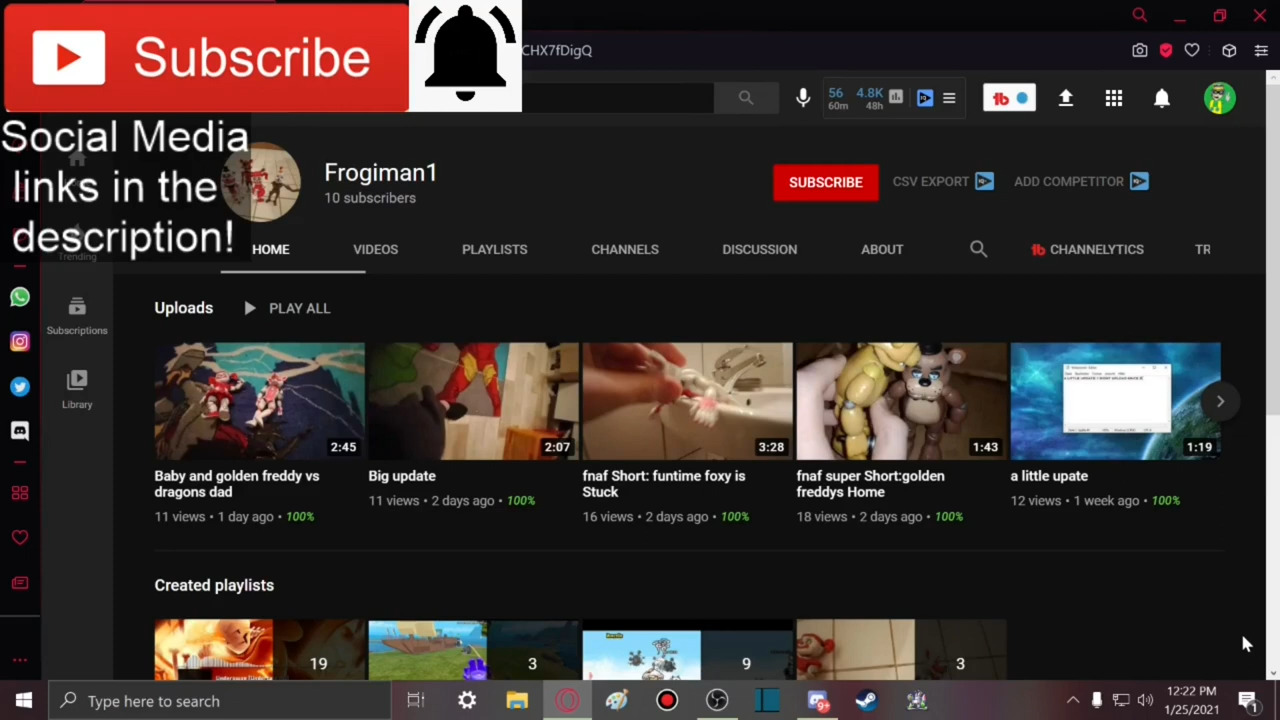 Subscribe
CHX7fDigQ
Social Media
links in the
description!
56
60m
4.8K
48h
tb
Frogiman1
10 subscribers
SUBSCRIBE
CSV EXPORT
ADD COMPETITOR
HOME
VIDEOS
PLAYLISTS
CHANNELS
DISCUSSION
ABOUT
tb CHANNELYTICS
TR
Trending
Subscriptions
Library
Uploads
PLAY ALL
2:45
2:07
3:28
1:43
1:19
Baby and golden freddy vs
dragons dad
11 views • 1 day ago • 100%
Big update
11 views • 2 days ago • 100%
fnaf Short: funtime foxy is
Stuck
16 views • 2 days ago • 100%
fnaf super Short:golden
freddys Home
18 views • 2 days ago • 100%
a little upate
12 views • 1 week ago • 100%
Created playlists
19
3
9
3
Type here to search
9+
12:22 PM
1/25/2021
1